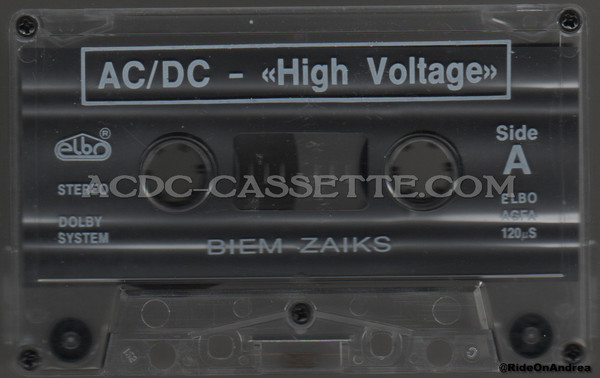 AC/DC - «High Voltage»
elbo®
Side
A
STEREO
ACDC-CASSETTE.COM
ELBO
DOLBY
SYSTEM
AGFA
120µS
BIEM ZAIKS
@RideOnAndrea